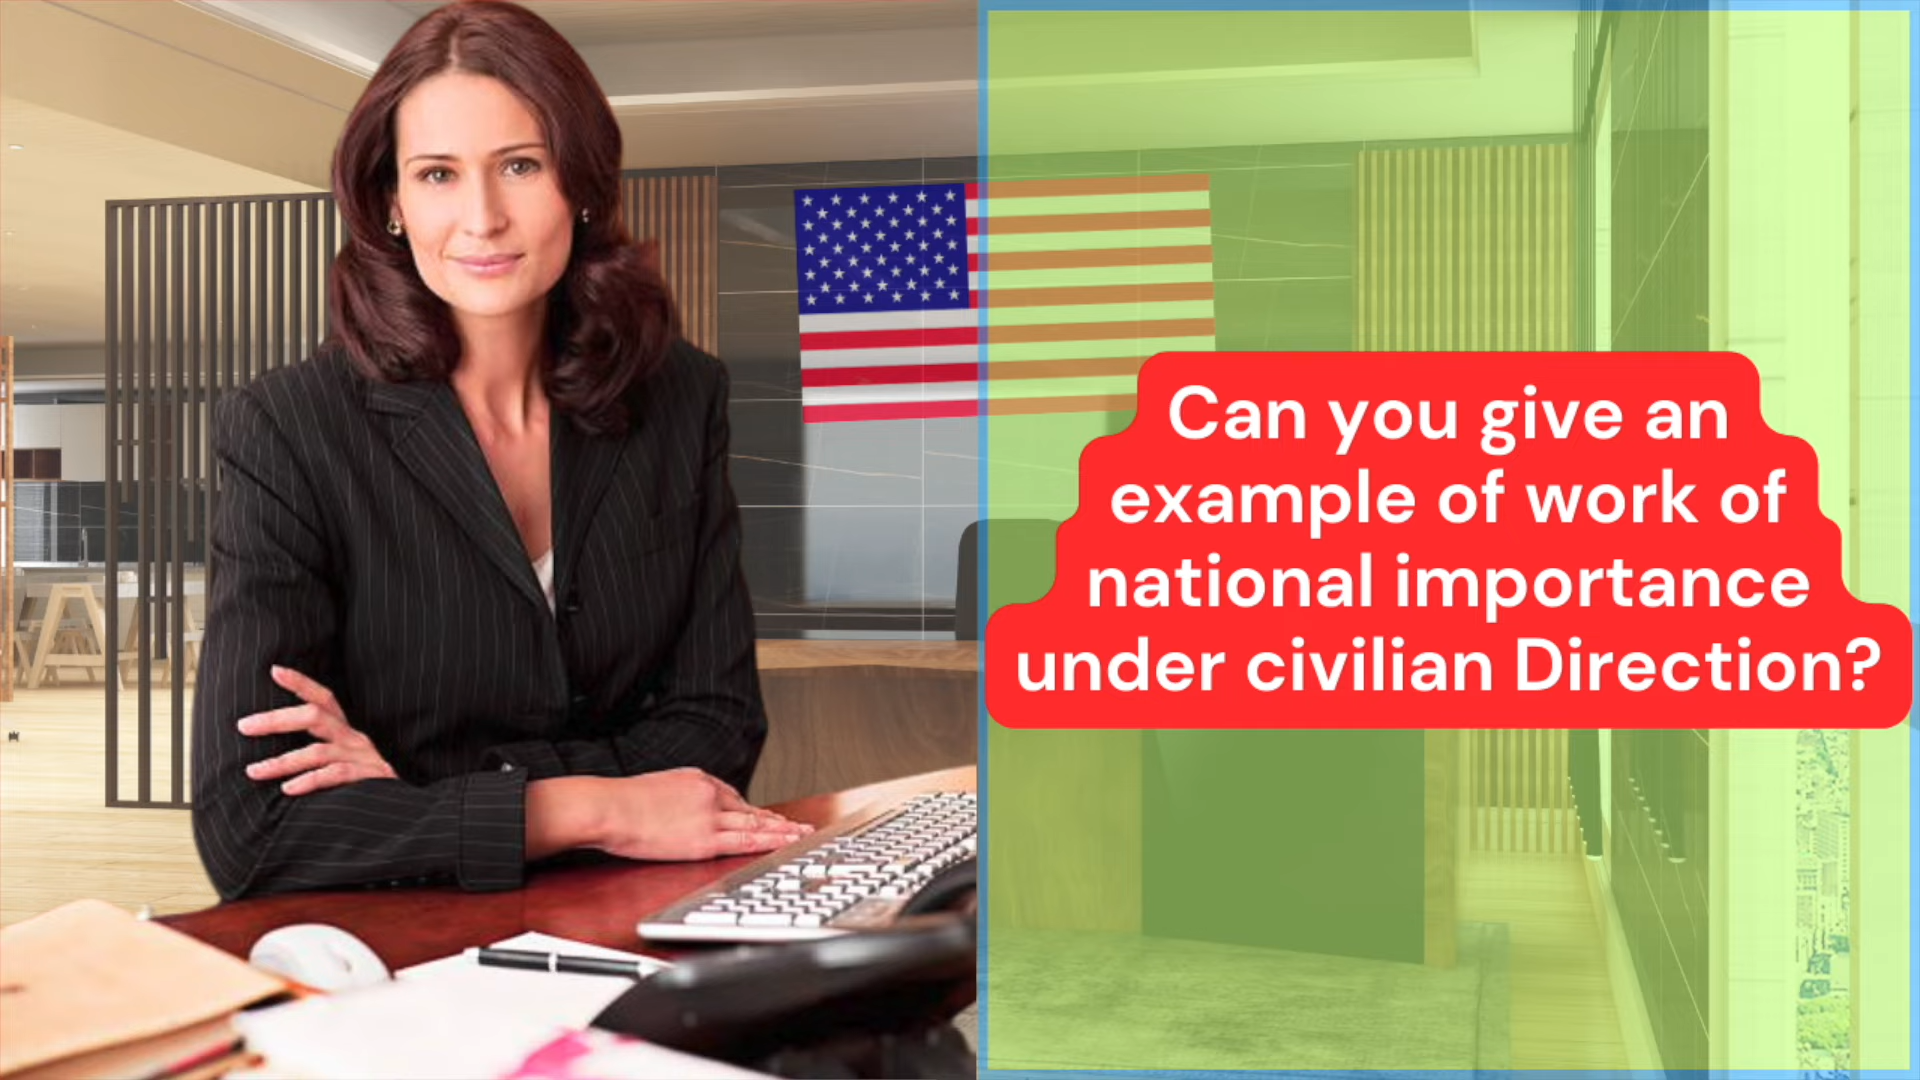 Can you give an
example of work of
national importance
under civilian Direction?